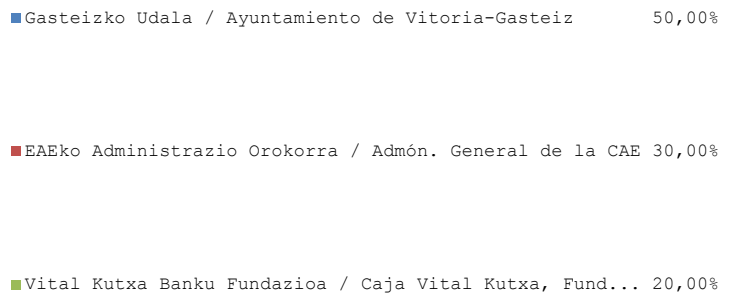 Gasteizko Udala / Ayuntamiento de Vitoria-Gasteiz 50,00%
EAEko Administrazio Orokorra / Admón. General de la CAE 30,00%
Vital Kutxa Banku Fundazioa / Caja Vital Kutxa, Fund... 20,00%